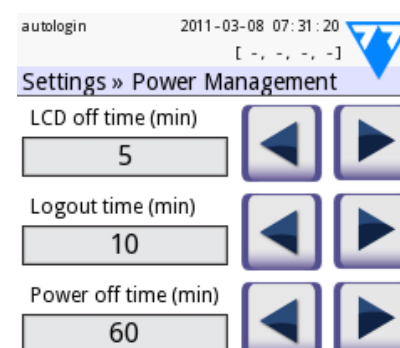 autologin 2011-03-08 07:31:20
[ -, -, -, -]
Settings » Power Management
LCD off time (min)
5
Logout time (min)
10
Power off time (min)
60